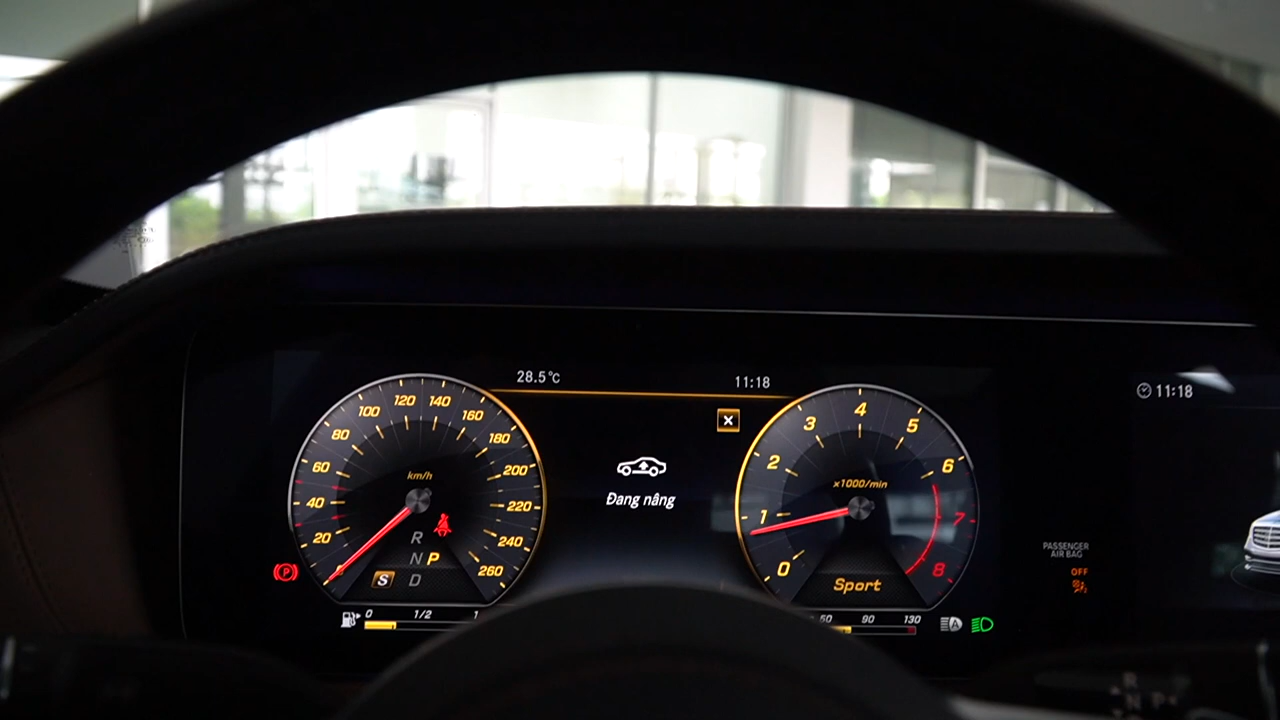 28.5°C
11:18
11:18
Đang nâng
km/h
20
40
60
80
100
120
140
160
180
200
220
240
260
R
N P
S D
x1000/min
0
1
2
3
4
5
6
7
8
Sport
0 1/2 1
50 90 130
PASSENGER
AIR BAG
OFF
P
A